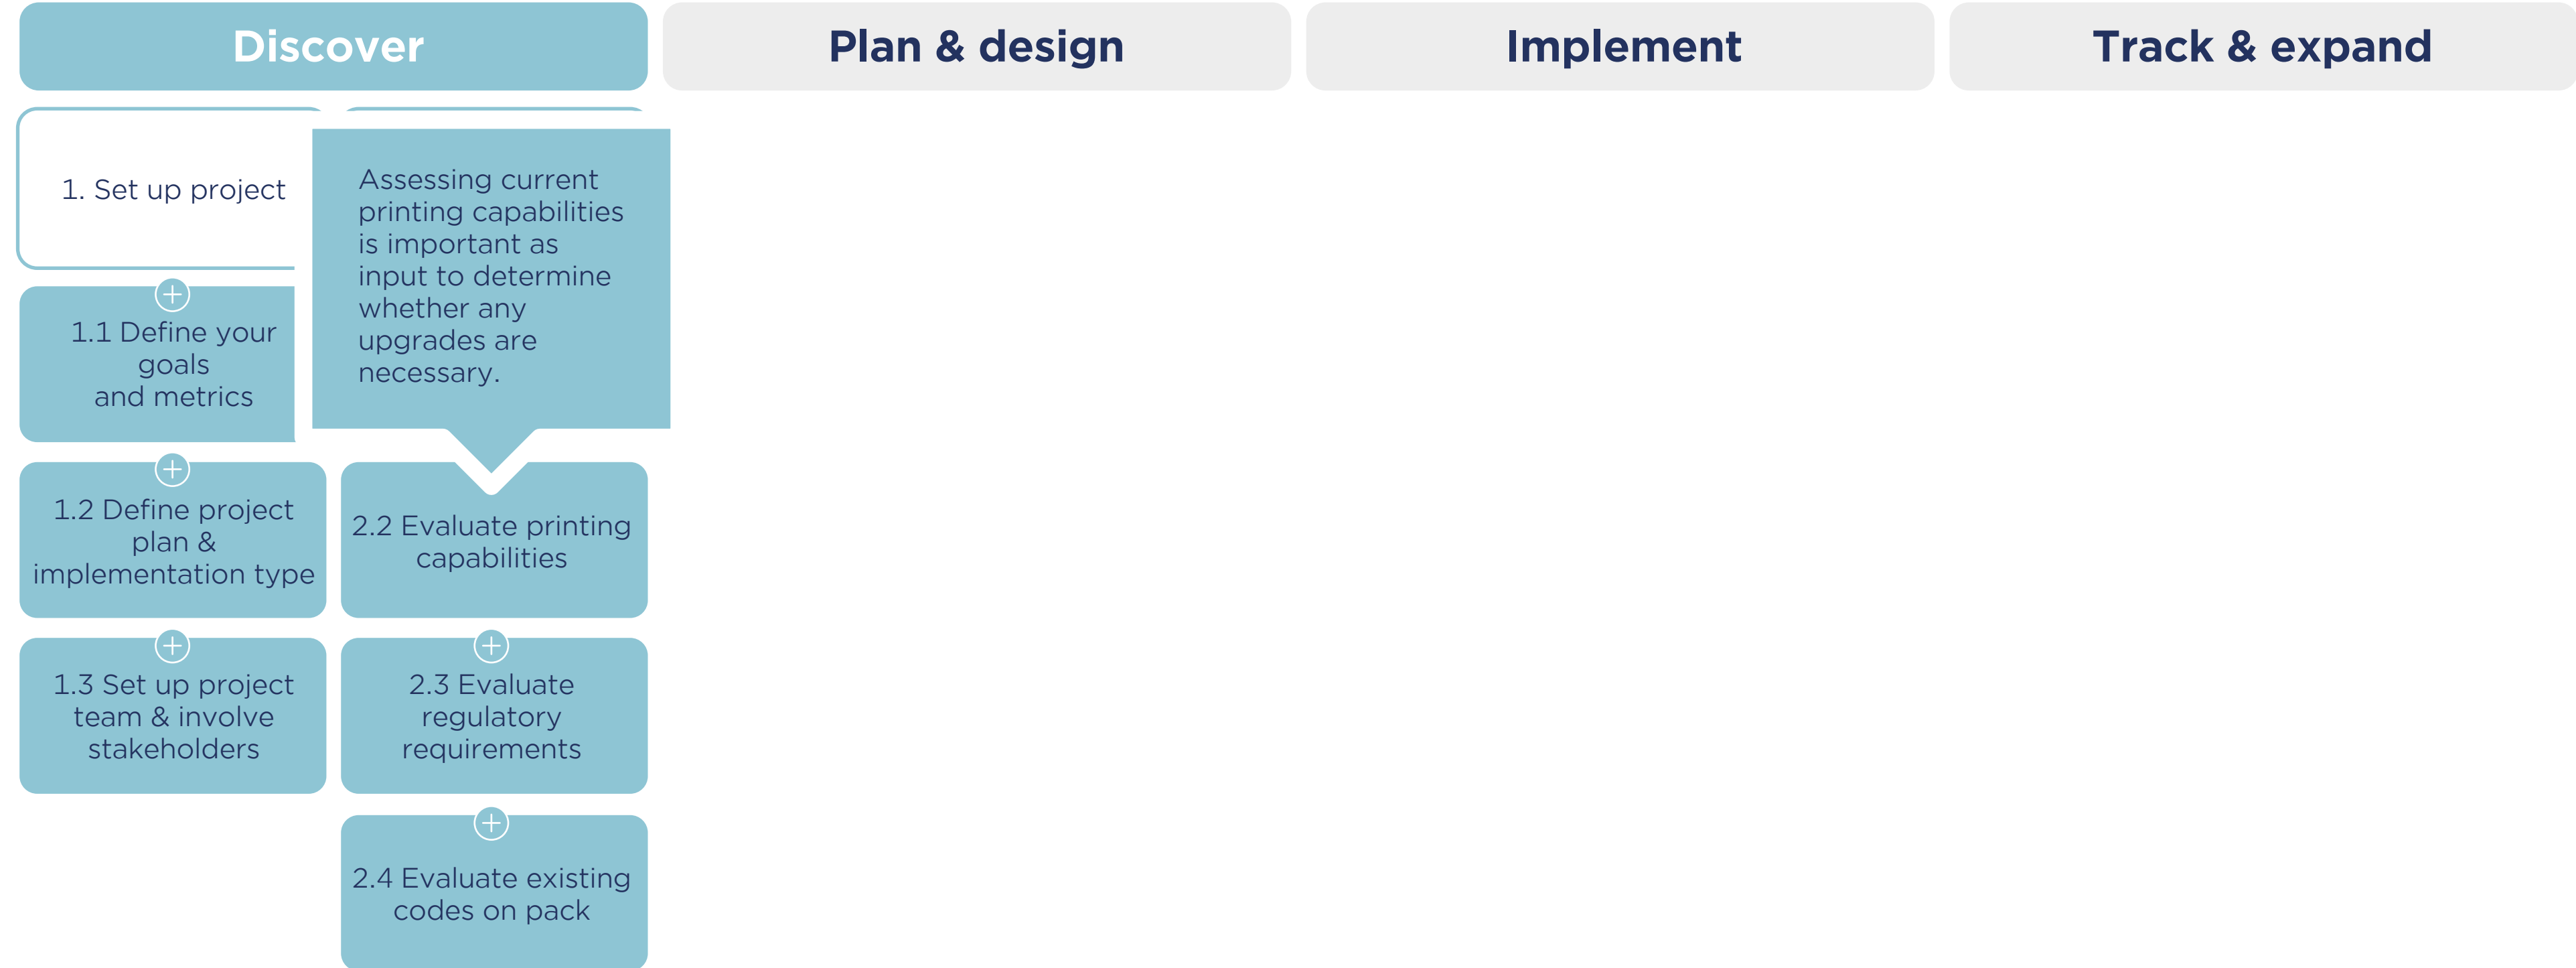 Discover
Plan & design
Implement
Track & expand
1. Set up project
Assessing current
printing capabilities
is important as
input to determine
whether any
upgrades are
necessary.
1.1 Define your
goals
and metrics
1.2 Define project
plan &
implementation type
2.2 Evaluate printing
capabilities
1.3 Set up project
team & involve
stakeholders
2.3 Evaluate
regulatory
requirements
2.4 Evaluate existing
codes on pack